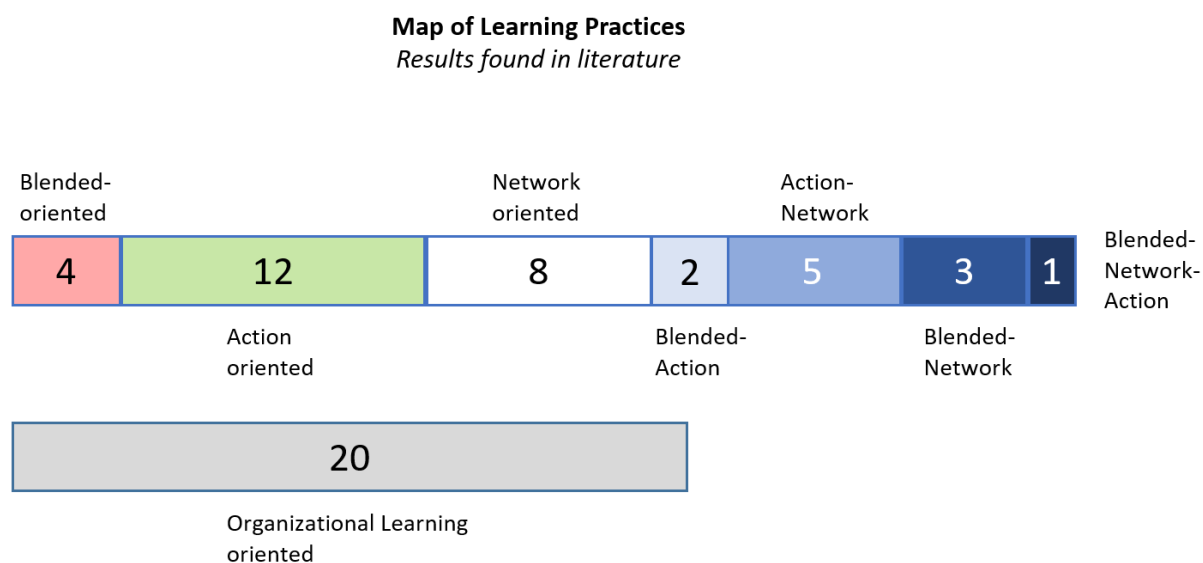 Map of Learning Practices
Results found in literature
Blended-
oriented
Network
oriented
Action-
Network
4
12
8
2
5
3
1
Blended-
Network-
Action
Action
oriented
Blended-
Action
Blended-
Network
20
Organizational Learning
oriented